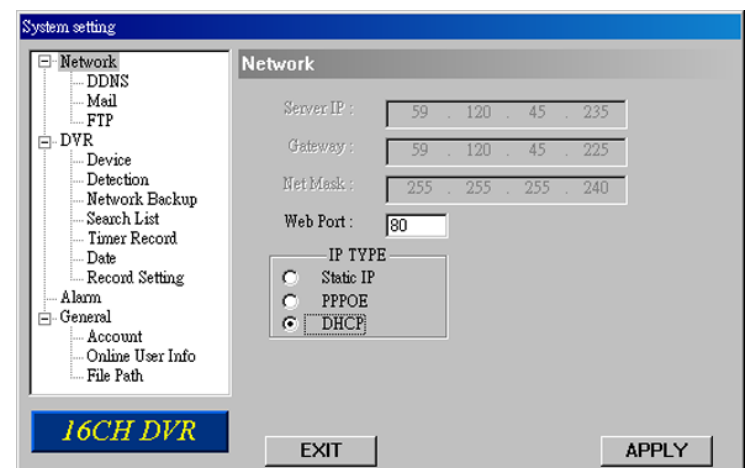 System setting
Network
DDNS
Mail
FTP
DVR
Device
Detection
Network Backup
Search List
Timer Record
Date
Record Setting
Alarm
General
Account
Online User Info
File Path
16CH DVR
Network
Server IP : 59 . 120 . 45 . 235
Gateway : 59 . 120 . 45 . 225
Net Mask : 255 . 255 . 255 . 240
Web Port : 80
IP TYPE
Static IP
PPPOE
DHCP
EXIT APPLY